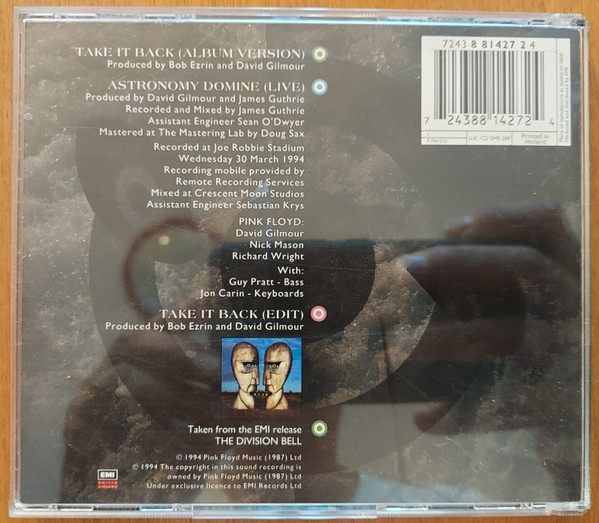 TAKE IT BACK (ALBUM VERSION)
Produced by Bob Ezrin and David Gilmour
ASTRONOMY DOMINE (LIVE)
Produced by David Gilmour and James Guthrie
Recorded and Mixed by James Guthrie
Assistant Engineer Sean O'Dwyer
Mastered at The Mastering Lab by Doug Sax
Recorded at Joe Robbie Stadium
Wednesday 30 March 1994
Recording mobile provided by
Remote Recording Services
Mixed at Crescent Moon Studios
Assistant Engineer Sebastian Krys
PINK FLOYD:
David Gilmour
Nick Mason
Richard Wright
With:
Guy Pratt - Bass
Jon Carin - Keyboards
TAKE IT BACK (EDIT)
Produced by Bob Ezrin and David Gilmour
Taken from the EMI release
THE DIVISION BELL
© 1994 Pink Floyd Music (1987) Ltd
℗ 1994 The copyright in this sound recording is
owned by Pink Floyd Music (1987) Ltd
Under exclusive licence to EMI Records Ltd
EMI
7243 8 81427 2 4
7 24388 14272 4
Printed in
Holland